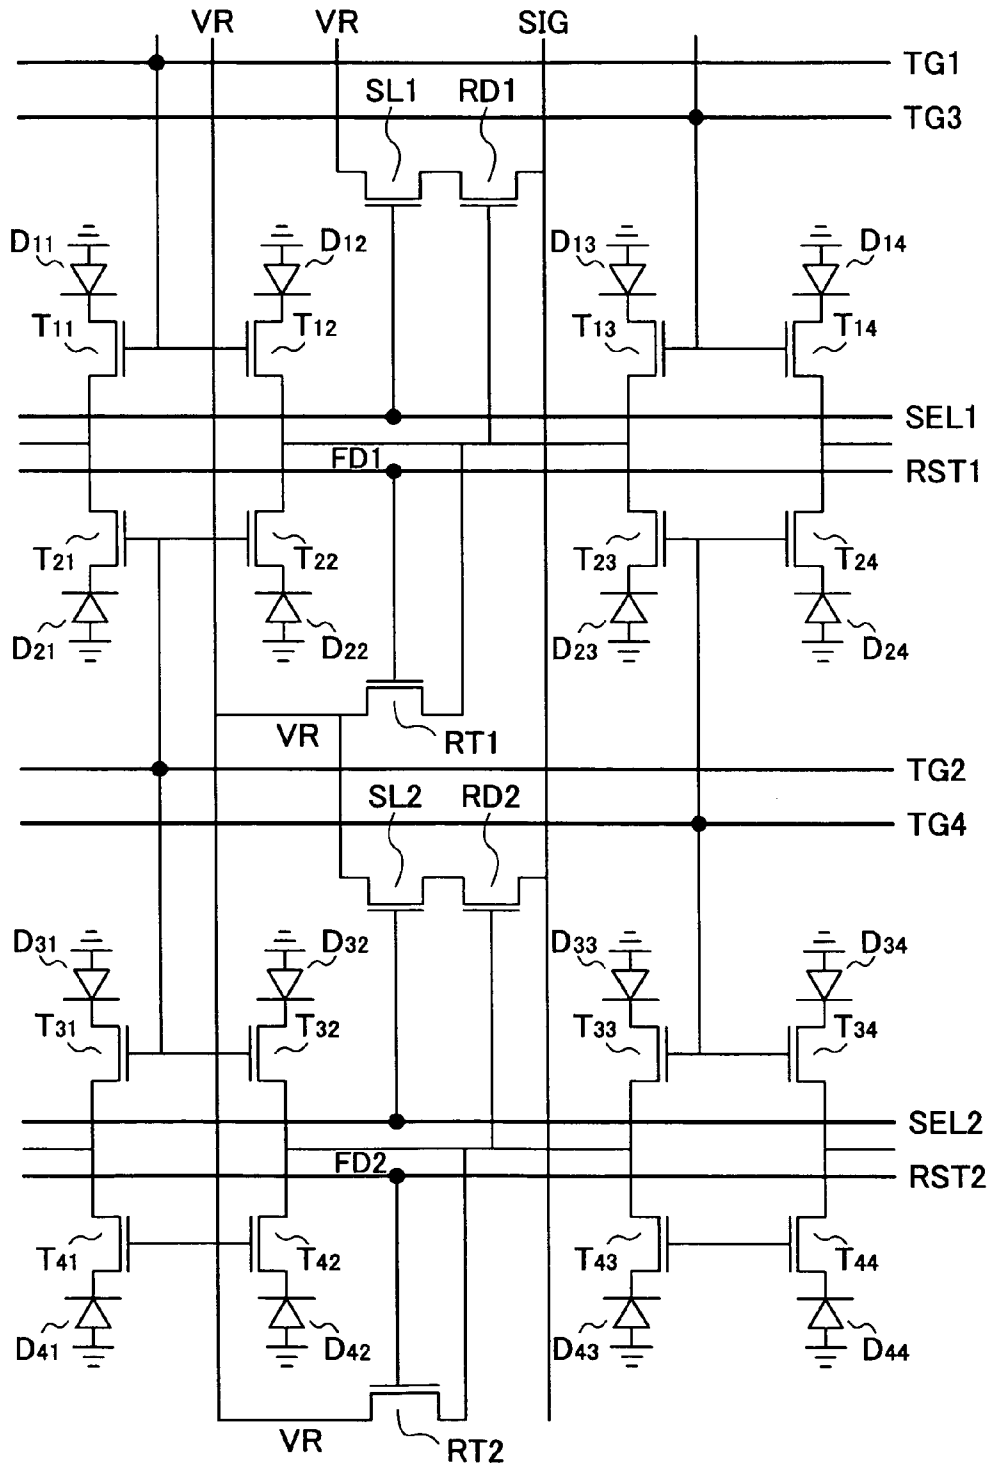 VR VR SIG
TG1
SL1 RD1
TG3
D11 D12 D13 D14
T11 T12 T13 T14
SEL1
FD1
RST1
T21 T22 T23 T24
D21 D22 D23 D24
VR RT1
TG2
SL2 RD2
TG4
D31 D32 D33 D34
T31 T32 T33 T34
SEL2
FD2
RST2
T41 T42 T43 T44
D41 D42 D43 D44
VR RT2